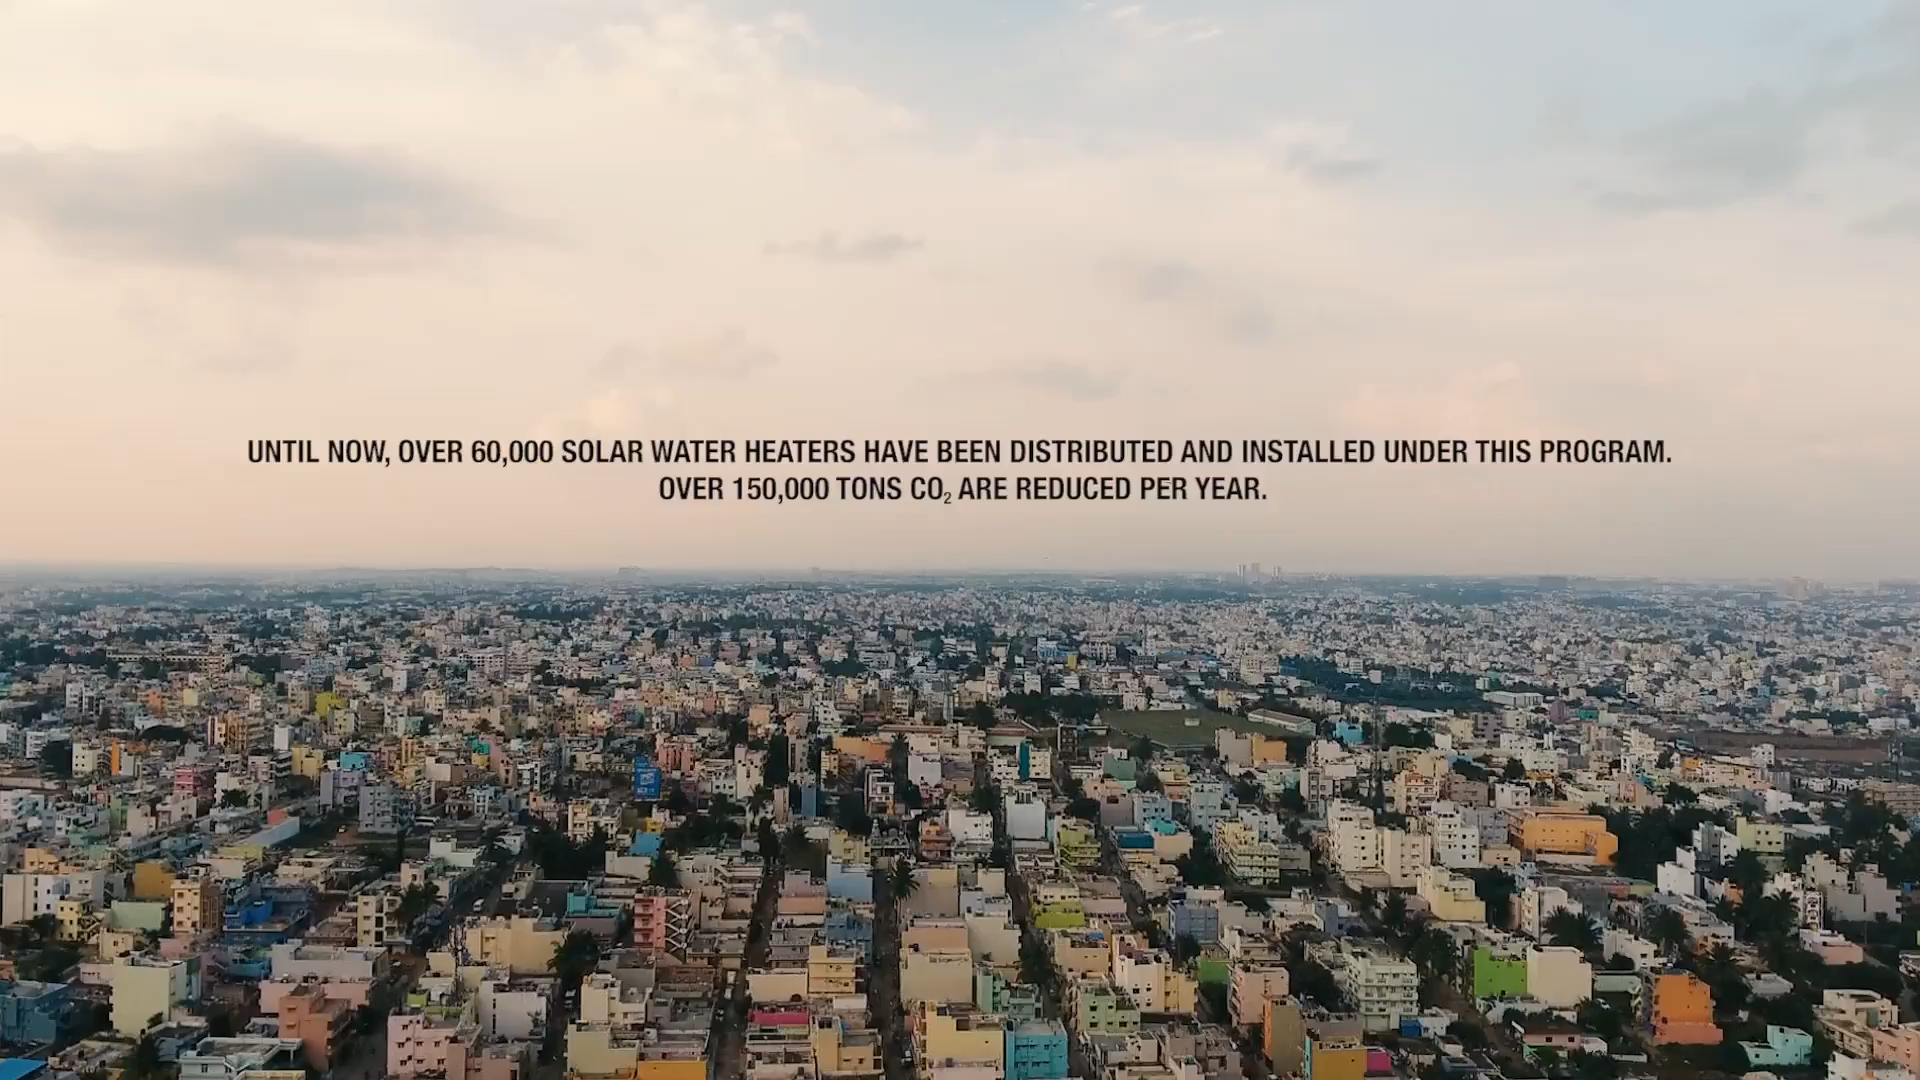 UNTIL NOW, OVER 60,000 SOLAR WATER HEATERS HAVE BEEN DISTRIBUTED AND INSTALLED UNDER THIS PROGRAM.
OVER 150,000 TONS CO₂ ARE REDUCED PER YEAR.